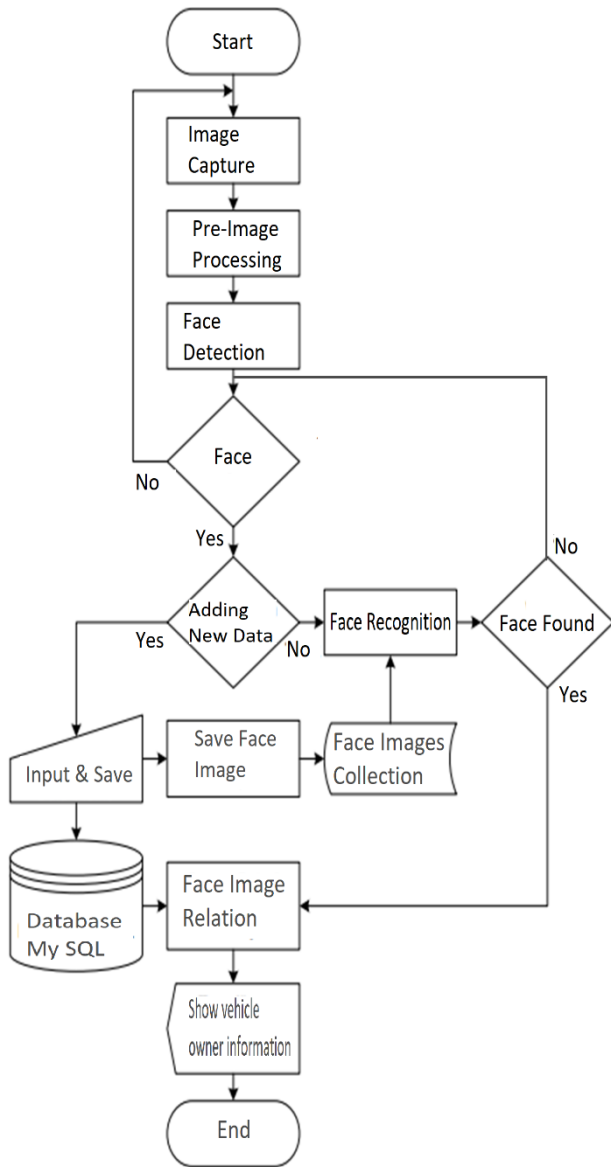 Start
Image
Capture
Pre-Image
Processing
Face
Detection
Face
No
Yes
No
Adding
New Data
Face Recognition
Face Found
Yes
No
Yes
Input & Save
Save Face
Image
Face Images
Collection
Face Image
Relation
Database
My SQL
Show vehicle
owner information
End